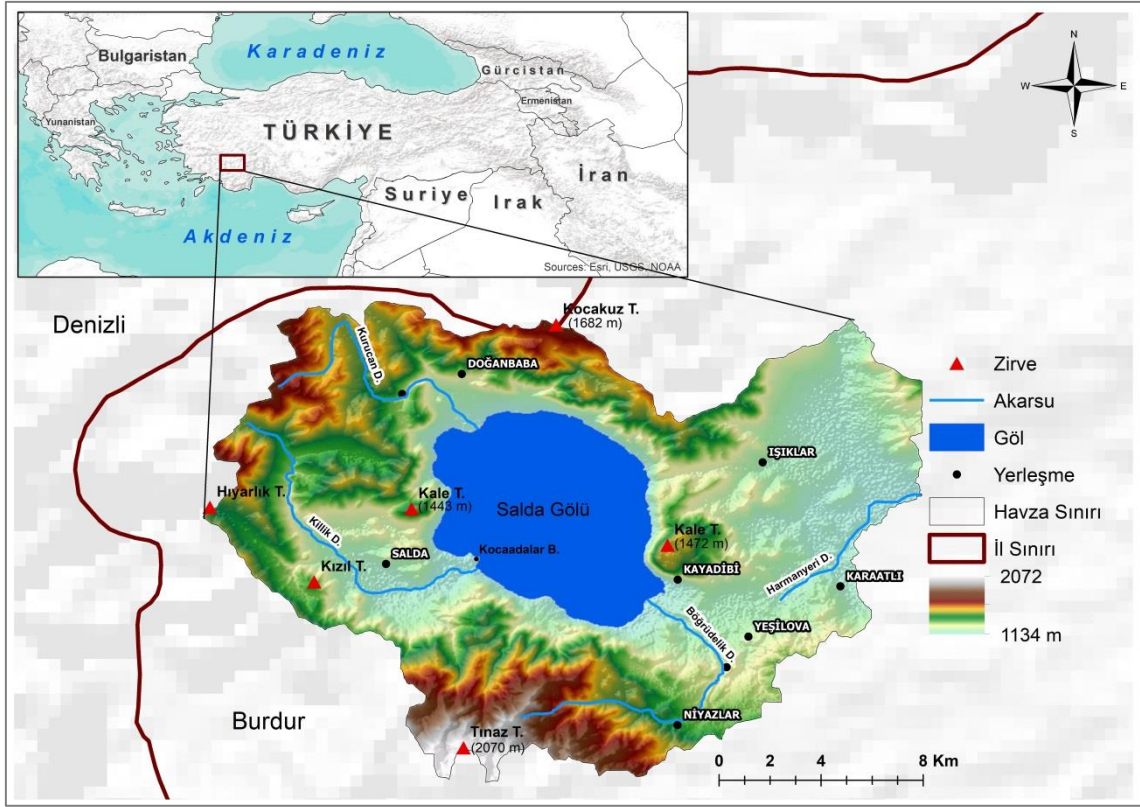 Bulgaristan
Karadeniz
Gürcistan
Ermenistan
Yunanistan
TÜRKİYE
İran
Suriye
Irak
Akdeniz
Sources: Esri, USGS, NOAA
N
W
E
S
Denizli
Kocakuz T.
(1682 m)
Kurucan D.
DOĞANBABA
Zirve
Akarsu
Göl
Yerleşme
Havza Sınırı
İl Sınırı
2072
1134 m
IŞIKLAR
Hıyarlık T.
Kale T.
(1443 m)
Salda Gölü
Kale T.
(1472 m)
Killik D.
SALDA
Kocaadalar B.
Kızıl T.
KAYADİBİ
Harmanyeri D.
KARAATLI
Böğrüdelik D.
YEŞİLOVA
Burdur
NİYAZLAR
Tınaz T.
(2070 m)
0 2 4 8 Km